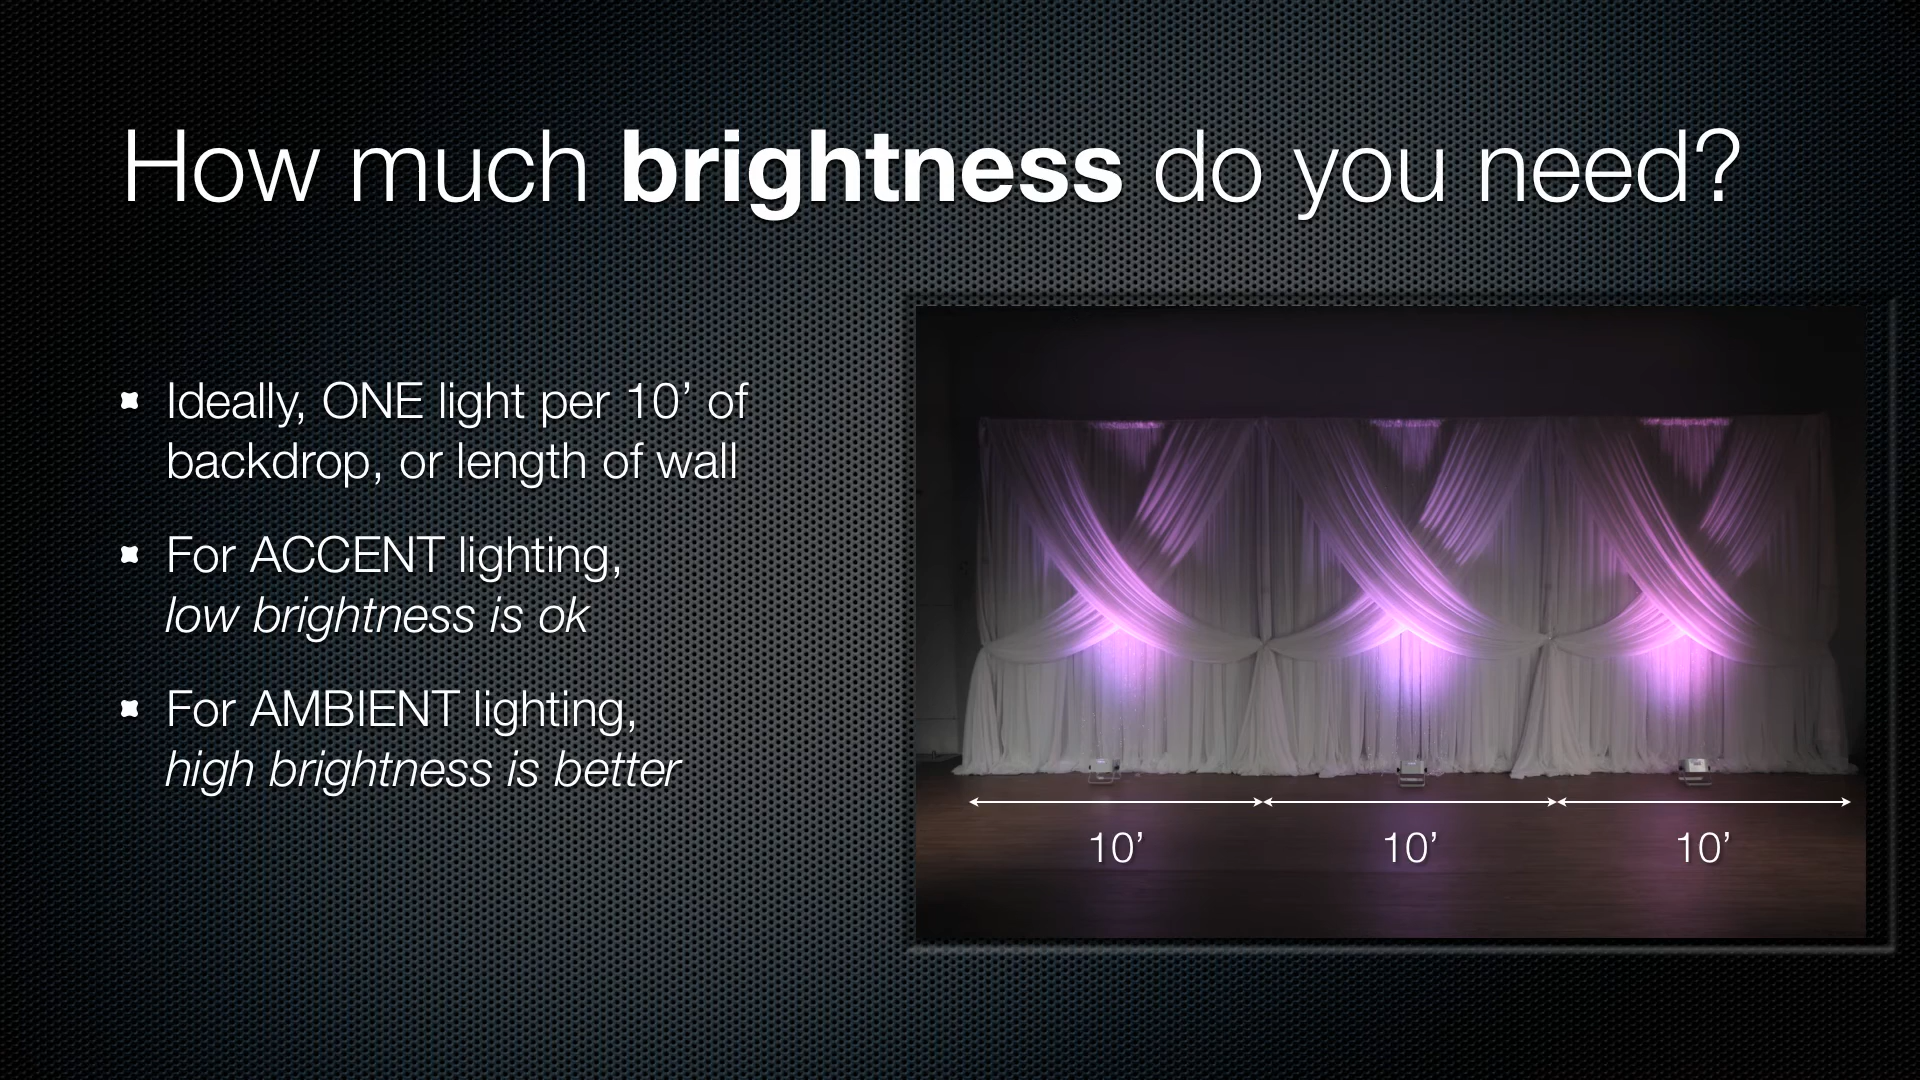 How much brightness do you need?
Ideally, ONE light per 10’ of
backdrop, or length of wall
For ACCENT lighting,
low brightness is ok
For AMBIENT lighting,
high brightness is better
10’ 10’ 10’